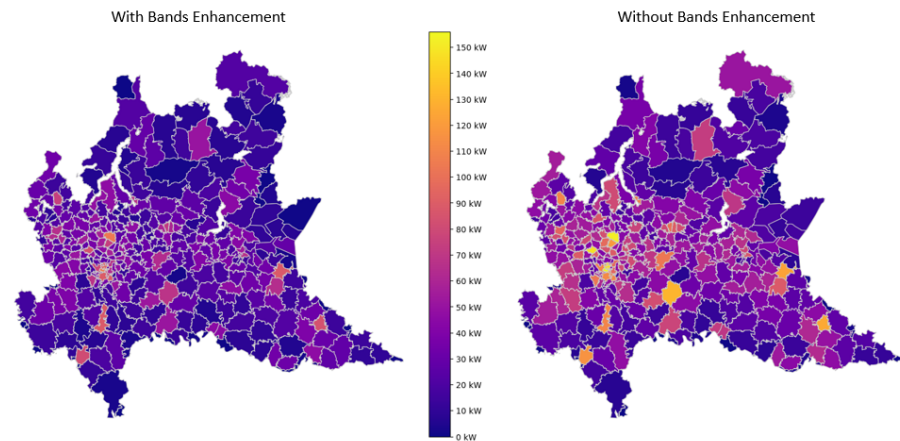 With Bands Enhancement
Without Bands Enhancement
150 kW
140 kW
130 kW
120 kW
110 kW
100 kW
90 kW
80 kW
70 kW
60 kW
50 kW
40 kW
30 kW
20 kW
10 kW
0 kW